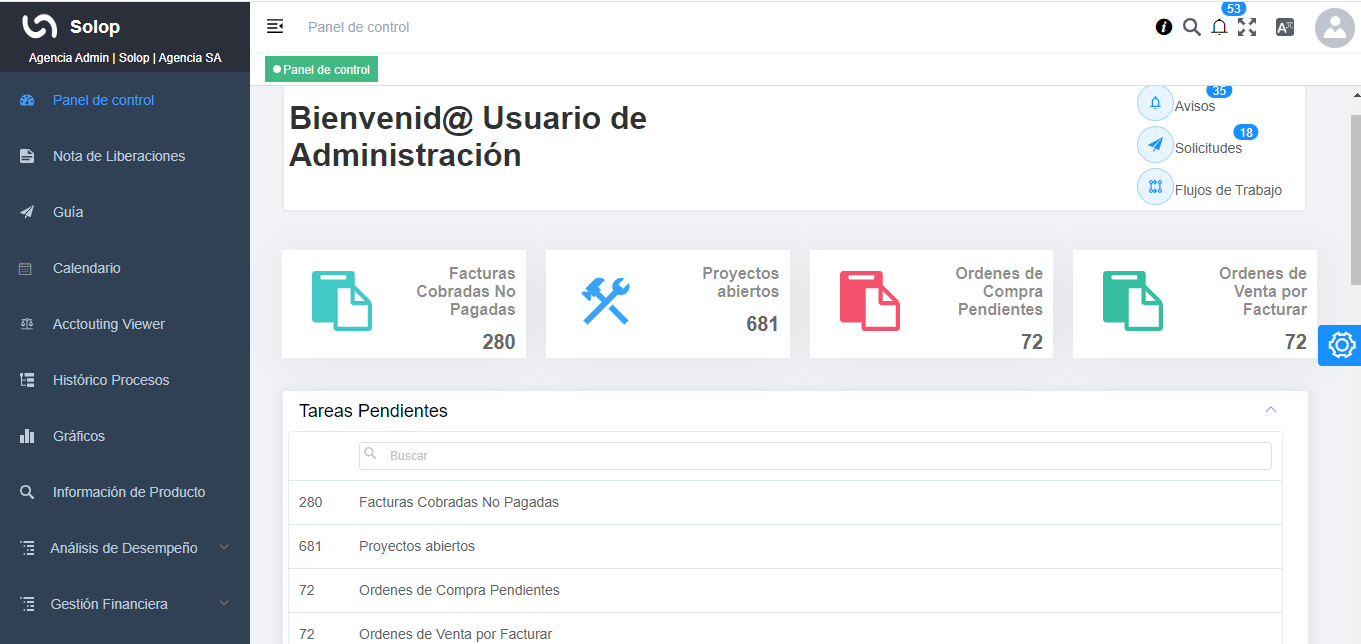 Solop
Agencia Admin | Solop | Agencia SA
Panel de control
Nota de Liberaciones
Guía
Calendario
Acctouting Viewer
Histórico Procesos
Gráficos
Información de Producto
Análisis de Desempeño
Gestión Financiera
Panel de control
53
Panel de control
Bienvenid@ Usuario de
Administración
35
Avisos
18
Solicitudes
Flujos de Trabajo
Facturas
Cobradas No
Pagadas
280
Proyectos
abiertos
681
Ordenes de
Compra
Pendientes
72
Ordenes de
Venta por
Facturar
72
Tareas Pendientes
Buscar
280 Facturas Cobradas No Pagadas
681 Proyectos abiertos
72 Ordenes de Compra Pendientes
72 Ordenes de Venta por Facturar